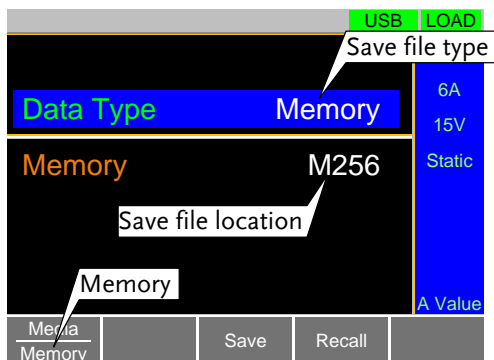 USB LOAD
Save file type
6A
Data Type Memory
15V
Memory M256
Static
Save file location
Memory
A Value
Media
Memory
Save
Recall